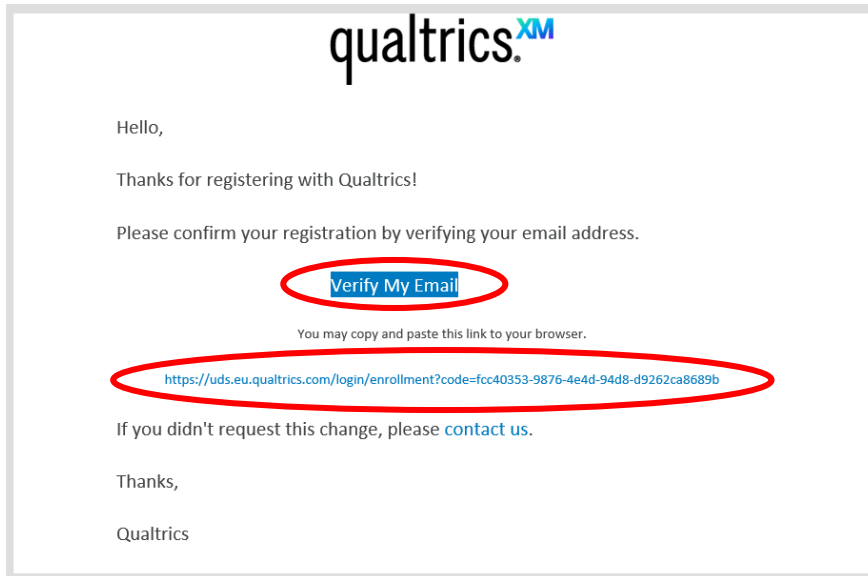 qualtrics.XM
Hello,
Thanks for registering with Qualtrics!
Please confirm your registration by verifying your email address.
Verify My Email
You may copy and paste this link to your browser.
https://uds.eu.qualtrics.com/login/enrollment?code=fcc40353-9876-4e4d-94d8-d9262ca8689b
If you didn't request this change, please contact us.
Thanks,
Qualtrics